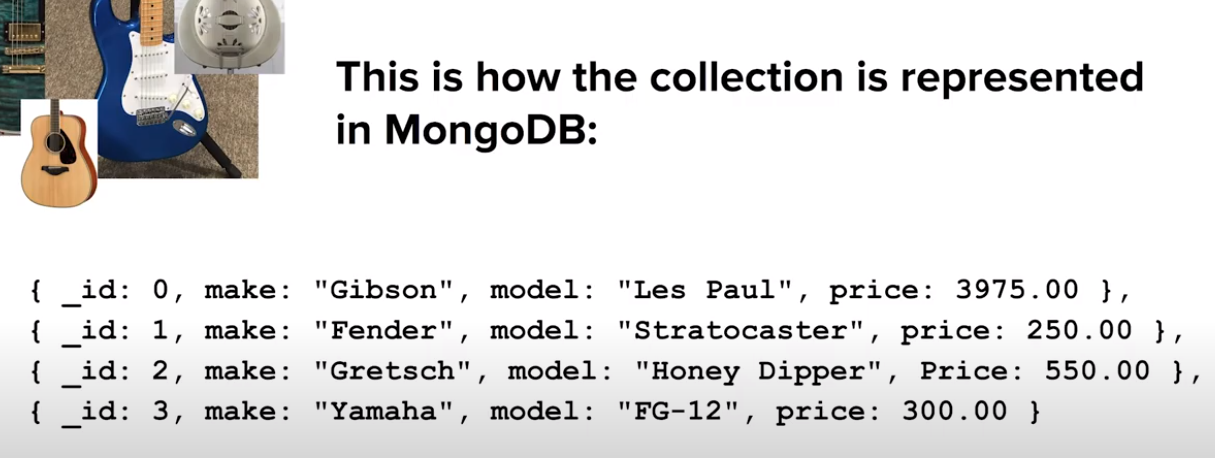 This is how the collection is represented
in MongoDB:
{ _id: 0, make: "Gibson", model: "Les Paul", price: 3975.00 },
{ _id: 1, make: "Fender", model: "Stratocaster", price: 250.00 },
{ _id: 2, make: "Gretsch", model: "Honey Dipper", Price: 550.00 },
{ _id: 3, make: "Yamaha", model: "FG-12", price: 300.00 }